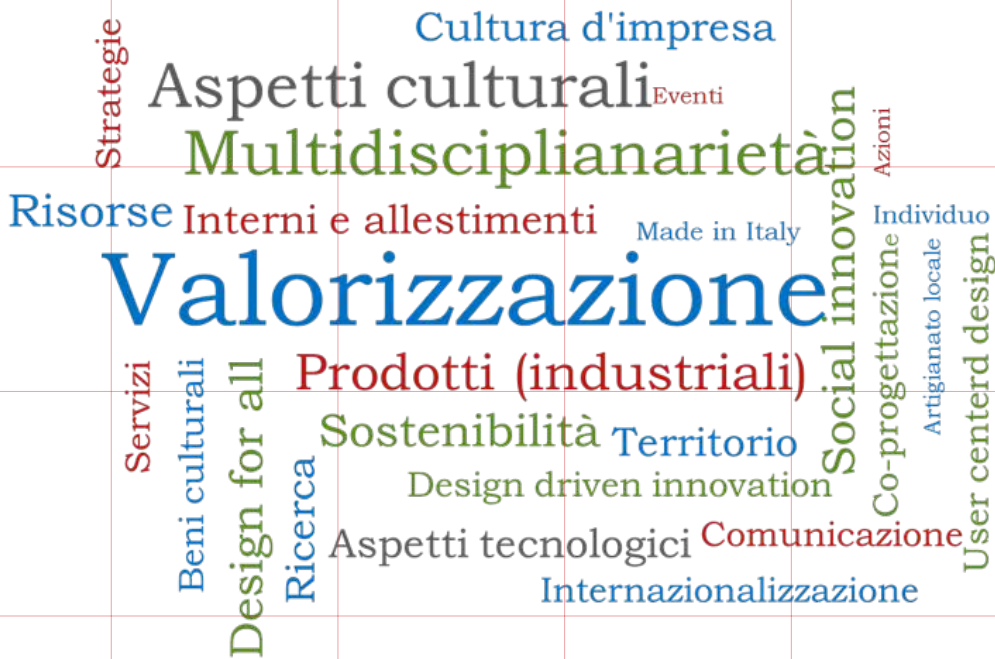 Cultura d'impresa
Strategie
Aspetti culturali
Eventi
Multidisciplianarietà
Azioni
Risorse
Interni e allestimenti
Made in Italy
Individuo
Valorizzazione
Social innovation
Co-progettazione
Artigianato locale
User centerd design
Prodotti (industriali)
Servizi
Beni culturali
Design for all
Ricerca
Sostenibilità
Territorio
Design driven innovation
Aspetti tecnologici
Comunicazione
Internazionalizzazione